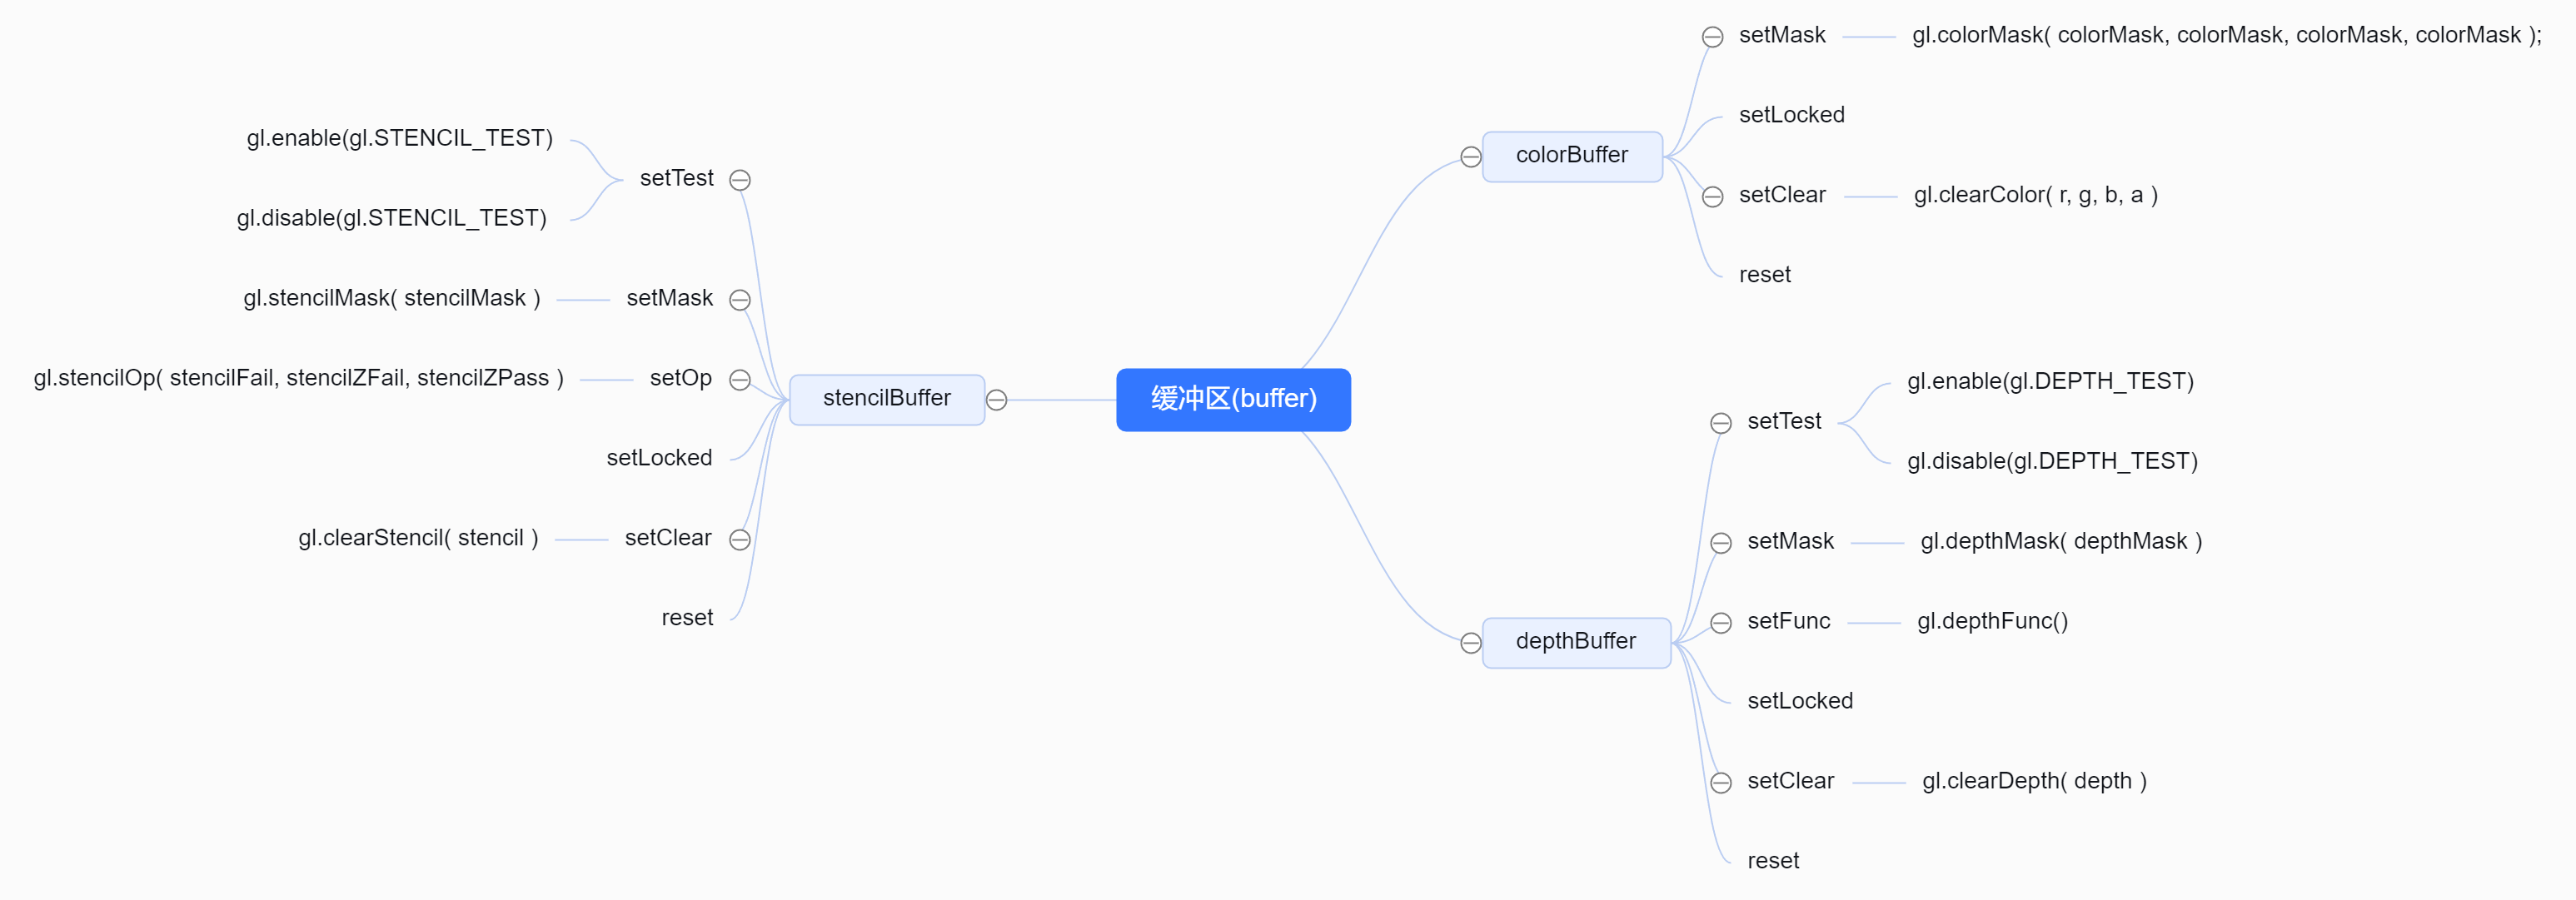 缓冲区(buffer)
colorBuffer
setMask
gl.colorMask( colorMask, colorMask, colorMask, colorMask );
setLocked
setClear
gl.clearColor( r, g, b, a )
reset
depthBuffer
setTest
gl.enable(gl.DEPTH_TEST)
gl.disable(gl.DEPTH_TEST)
setMask
gl.depthMask( depthMask )
setFunc
gl.depthFunc()
setLocked
setClear
gl.clearDepth( depth )
reset
stencilBuffer
setTest
gl.enable(gl.STENCIL_TEST)
gl.disable(gl.STENCIL_TEST)
setMask
gl.stencilMask( stencilMask )
setOp
gl.stencilOp( stencilFail, stencilZFail, stencilZPass )
setLocked
setClear
gl.clearStencil( stencil )
reset